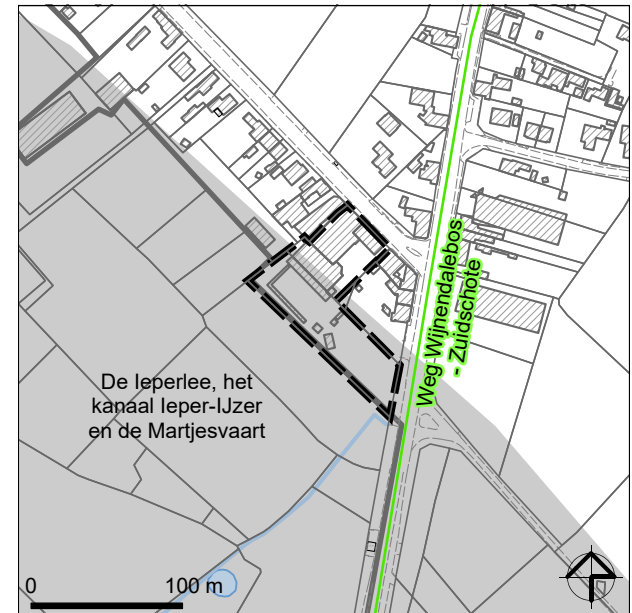 Weg Wijnendalebos
- Zuidschote
De Ieperlee, het
kanaal Ieper-IJzer
en de Martjesvaart
0 100 m